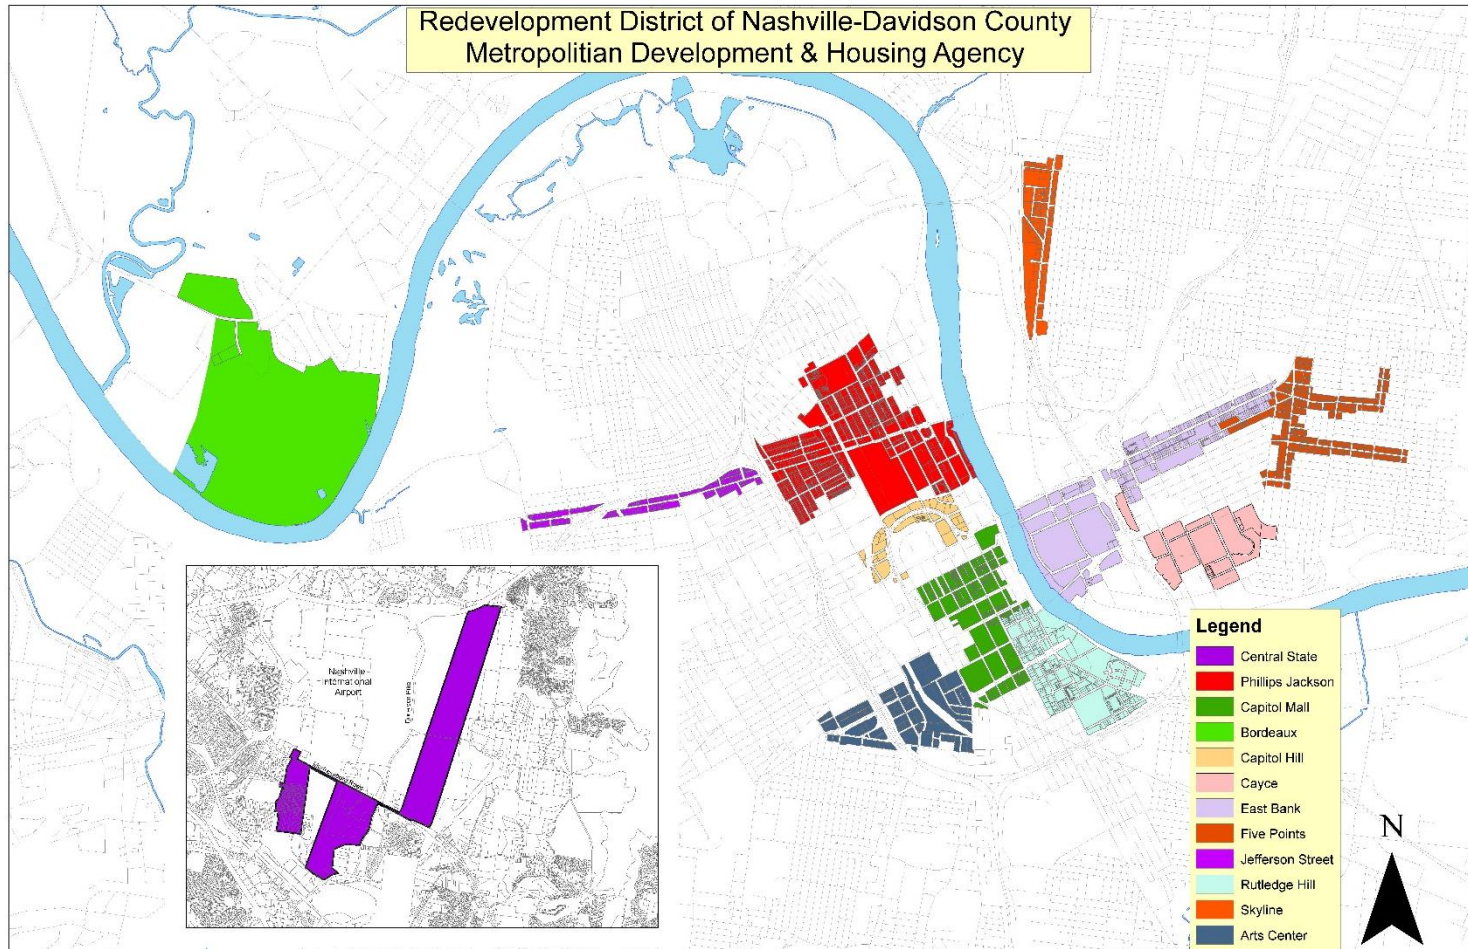 Redevelopment District of Nashville-Davidson County
Metropolitian Development & Housing Agency
Nashville
International
Airport
Legend
Central State
Phillips Jackson
Capitol Mall
Bordeaux
Capitol Hill
Cayce
East Bank
Five Points
Jefferson Street
Rutledge Hill
Skyline
Arts Center
N